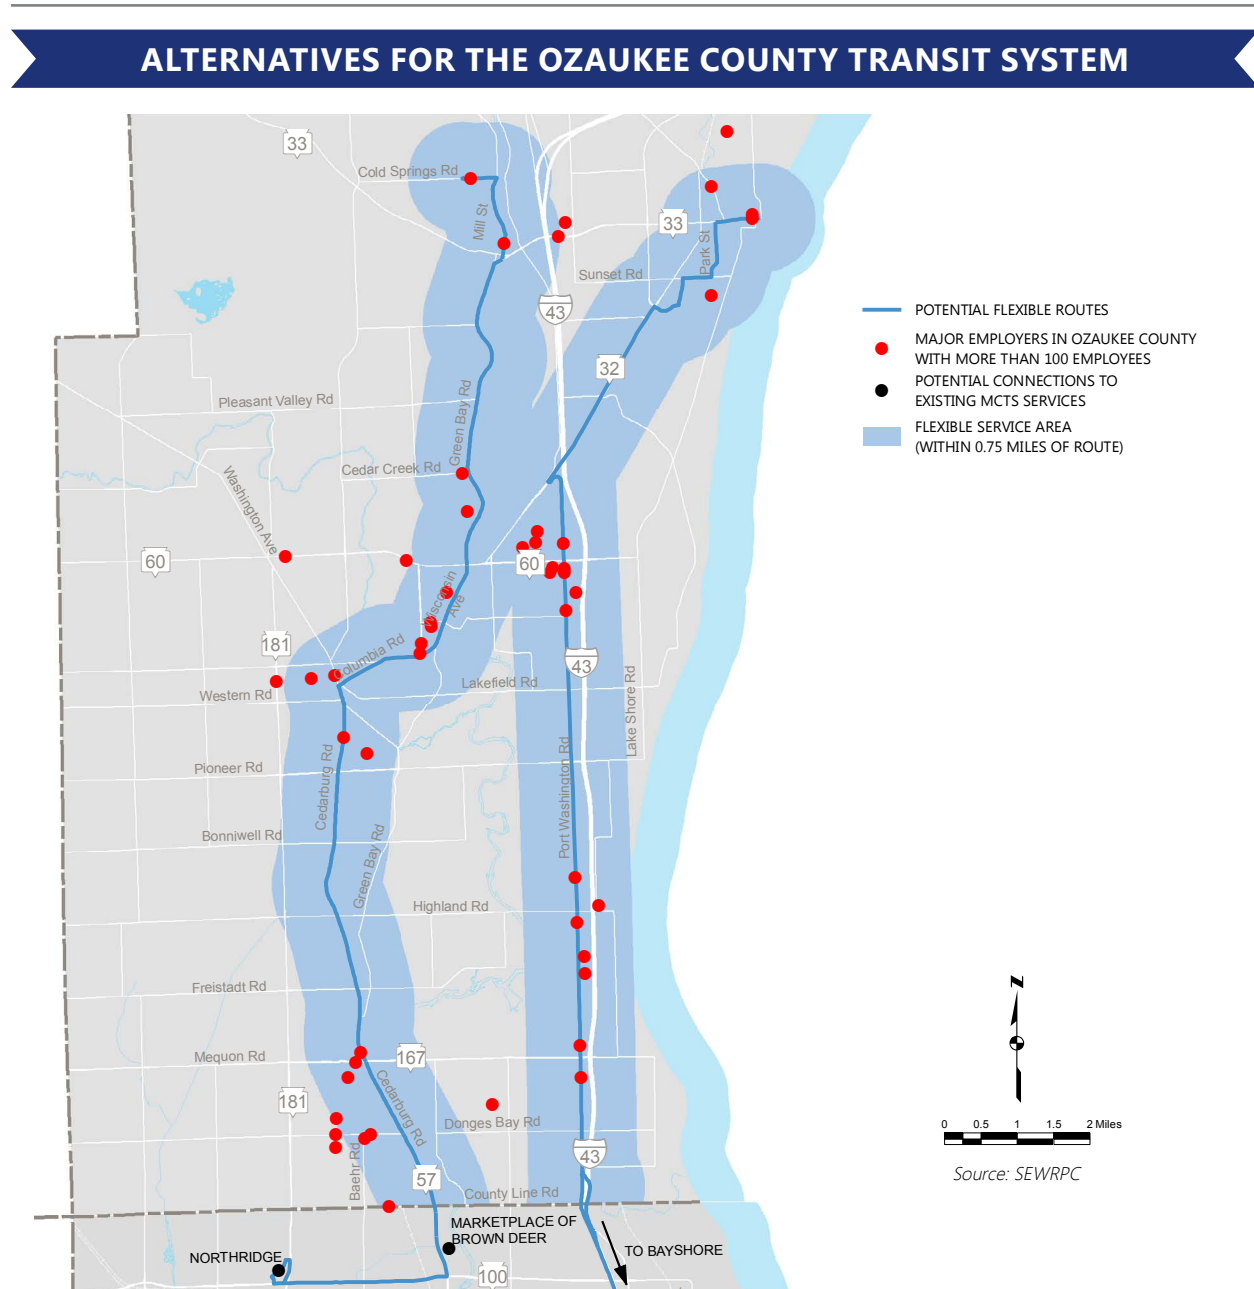 ALTERNATIVES FOR THE OZAUKEE COUNTY TRANSIT SYSTEM
33
Cold Springs Rd
Mill St
33
Park St
Sunset Rd
43
POTENTIAL FLEXIBLE ROUTES
MAJOR EMPLOYERS IN OZAUKEE COUNTY
WITH MORE THAN 100 EMPLOYEES
POTENTIAL CONNECTIONS TO
EXISTING MCTS SERVICES
FLEXIBLE SERVICE AREA
(WITHIN 0.75 MILES OF ROUTE)
32
Pleasant Valley Rd
Green Bay Rd
Cedar Creek Rd
Washington Ave
60
60
Wisconsin
Ave
181
Columbia Rd
43
Western Rd
Lakefield Rd
Lake Shore Rd
Pioneer Rd
Cedarburg Rd
Port Washington Rd
Bonniwell Rd
Green Bay Rd
Highland Rd
Freistadt Rd
N
Mequon Rd
167
181
Cedarburg Rd
Donges Bay Rd
0 0.5 1 1.5 2 Miles
Source: SEWRPC
43
Baehr Rd
57
County Line Rd
MARKETPLACE OF
BROWN DEER
NORTHRIDGE
TO BAYSHORE
100